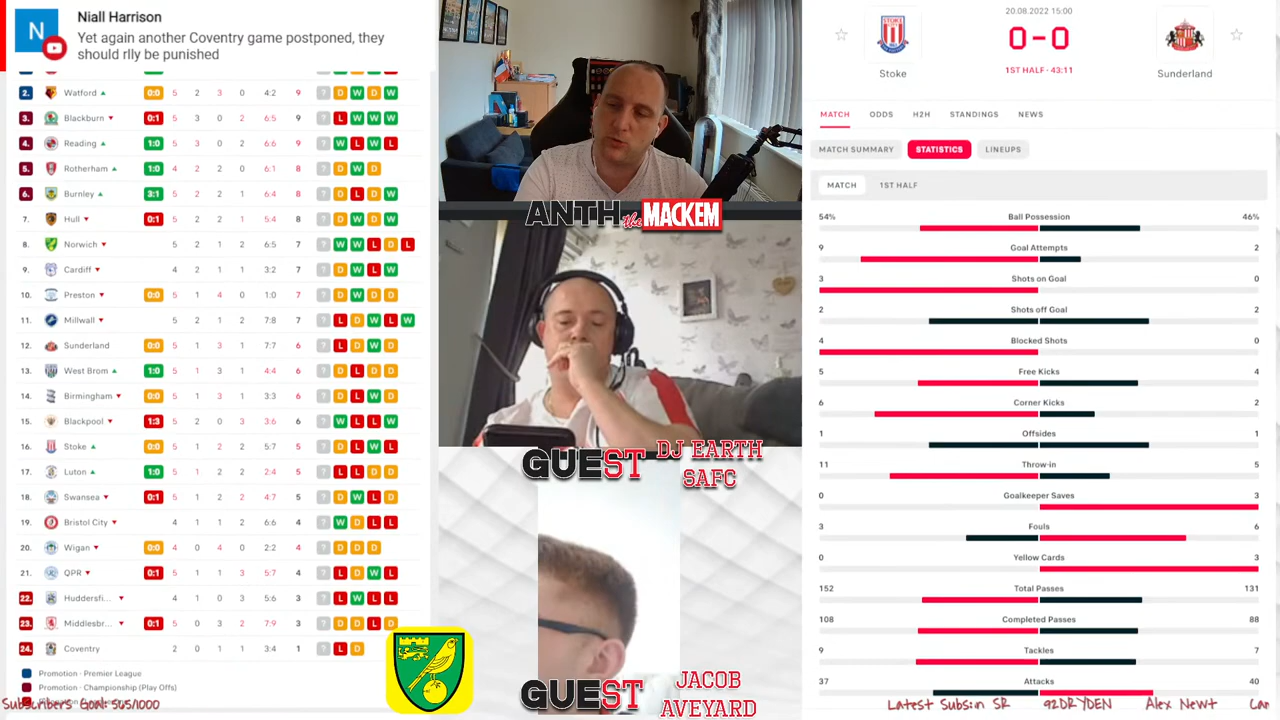 Niall Harrison
Yet again another Coventry game postponed, they
should rlly be punished
2. Watford 0:0 5 2 3 0 4:2 9 ? D W D W
3. Blackburn 0:1 5 3 0 2 6:5 9 ? L W W W
4. Reading 1:0 5 3 0 2 6:6 9 ? W L W L
5. Rotherham 1:0 4 2 2 0 6:1 8 ? D W D
6. Burnley 3:1 5 2 2 1 6:4 8 ? D L D W
7. Hull 0:1 5 2 2 1 5:4 8 ? D W D W
8. Norwich 5 2 1 2 6:5 7 ? W W L D L
9. Cardiff 4 2 1 1 3:2 7 ? D W L W
10. Preston 0:0 5 1 4 0 1:0 7 ? D W D D
11. Millwall 5 2 1 2 7:8 7 ? L D W L W
12. Sunderland 0:0 5 1 3 1 7:7 6 ? L D W D
13. West Brom 1:0 5 1 3 1 4:4 6 ? D L D D
14. Birmingham 0:0 5 1 3 1 3:3 6 ? D L W D
15. Blackpool 1:3 5 2 0 3 3:6 6 ? W L L W
16. Stoke 0:0 5 1 2 2 5:7 5 ? D L W L
17. Luton 1:0 5 1 2 2 2:4 5 ? L L D D
18. Swansea 0:1 5 1 2 2 4:7 5 ? D W L D
19. Bristol City 4 1 1 2 6:6 4 ? W D L L
20. Wigan 0:0 4 0 4 0 2:2 4 ? D D D
21. QPR 0:1 5 1 1 3 5:7 4 ? L D W L
22. Huddersfi... 4 1 0 3 5:6 3 ? L W L L
23. Middlesbr... 0:1 5 0 3 2 7:9 3 ? D D L D
24. Coventry 2 0 1 1 3:4 1 ? L D
Promotion - Premier League
Promotion - Championship (Play Offs)
Subscribers Goal: 505/1000
ANTH the MACKEM
GUEST
DJ EARTH
SAFC
GUEST
JACOB
AVEYARD
20.08.2022 15:00
0-0
1ST HALF - 43:11
Stoke
Sunderland
MATCH ODDS H2H STANDINGS NEWS
MATCH SUMMARY STATISTICS LINEUPS
MATCH 1ST HALF
54% Ball Possession 46%
9 Goal Attempts 2
3 Shots on Goal 0
2 Shots off Goal 2
4 Blocked Shots 0
5 Free Kicks 4
6 Corner Kicks 2
1 Offsides 1
11 Throw-in 5
0 Goalkeeper Saves 3
3 Fouls 6
0 Yellow Cards 3
152 Total Passes 131
108 Completed Passes 88
9 Tackles 7
37 Attacks 40
Latest Subs: n SR 92DRYDEN Alex Newt Can